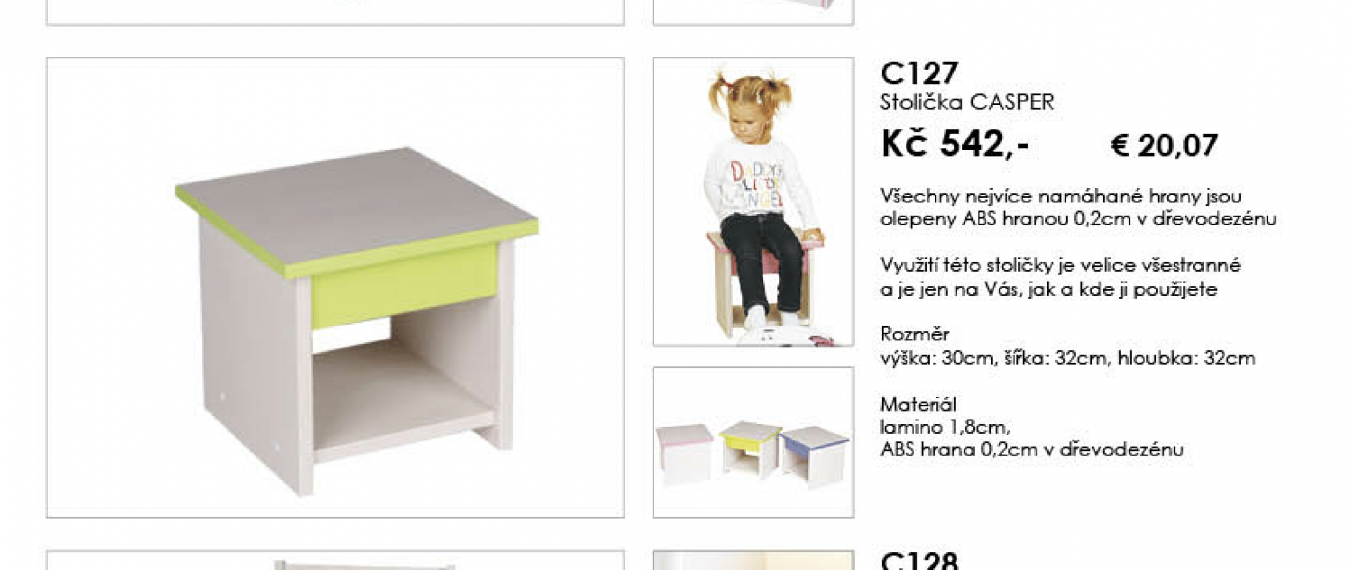 C127
Stolička CASPER
Kč 542,- € 20,07
Všechny nejvíce namáhané hrany jsou
olepeny ABS hranou 0,2cm v dřevodezénu
Využití této stoličky je velice všestranné
a je jen na Vás, jak a kde ji použijete
Rozměr
výška: 30cm, šířka: 32cm, hloubka: 32cm
Materiál
lamino 1,8cm,
ABS hrana 0,2cm v dřevodezénu
C128
DADDY'S
ANGEL